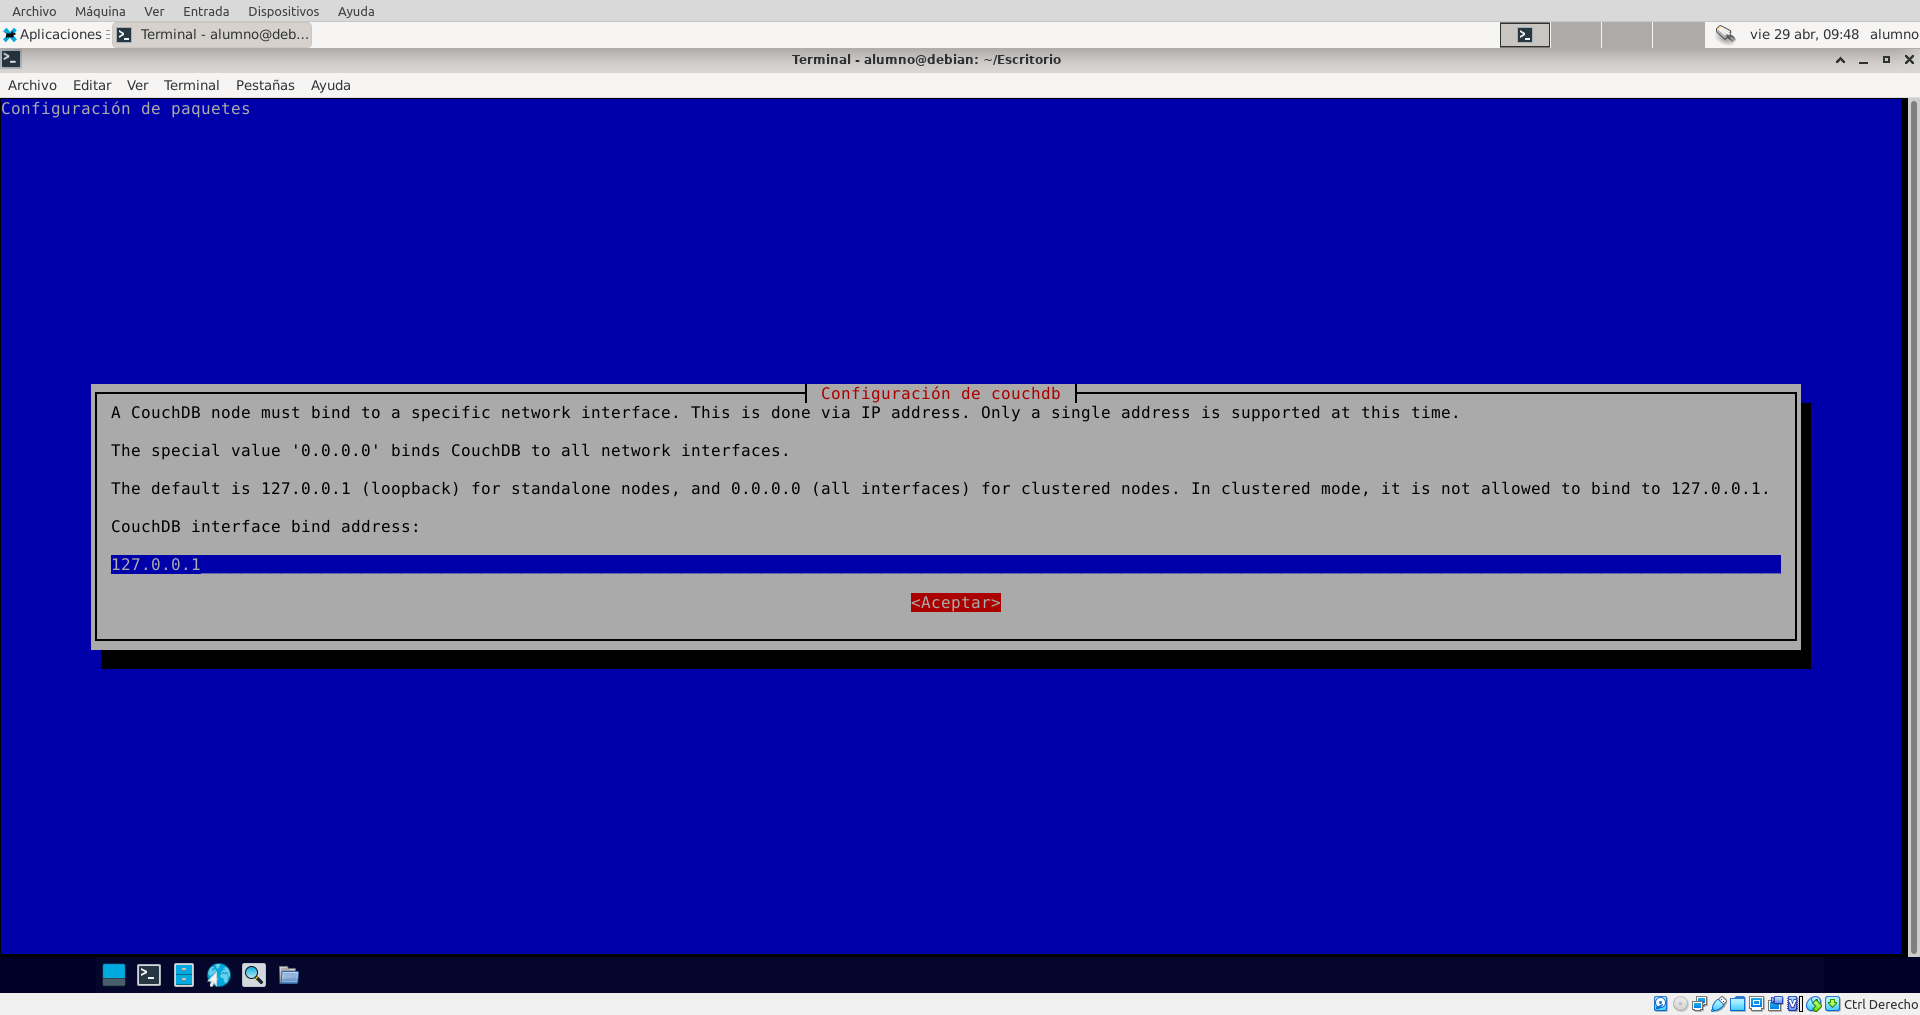 Archivo Máquina Ver Entrada Dispositivos Ayuda
Aplicaciones Terminal - alumno@deb... vie 29 abr, 09:48 alumno
Terminal - alumno@debian: ~/Escritorio
Archivo Editar Ver Terminal Pestañas Ayuda
Configuración de paquetes
Configuración de couchdb
A CouchDB node must bind to a specific network interface. This is done via IP address. Only a single address is supported at this time.
The special value '0.0.0.0' binds CouchDB to all network interfaces.
The default is 127.0.0.1 (loopback) for standalone nodes, and 0.0.0.0 (all interfaces) for clustered nodes. In clustered mode, it is not allowed to bind to 127.0.0.1.
CouchDB interface bind address:
127.0.0.1
<Aceptar>
Ctrl Derecho